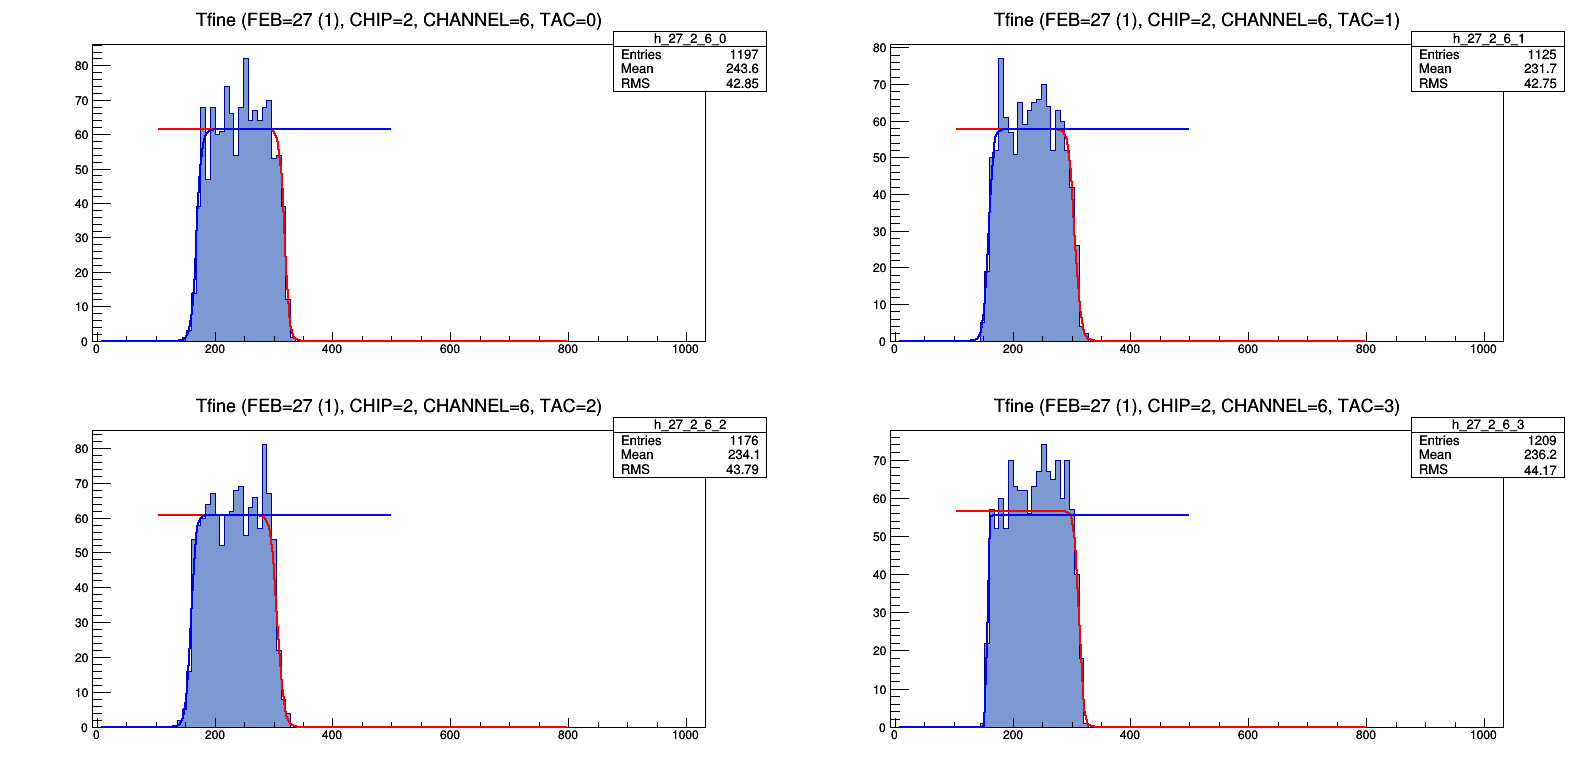 Tfine (FEB=27 (1), CHIP=2, CHANNEL=6, TAC=0)
h_27_2_6_0
Entries 1197
Mean 243.6
RMS 42.85
80
70
60
50
40
30
20
10
0
0 200 400 600 800 1000
Tfine (FEB=27 (1), CHIP=2, CHANNEL=6, TAC=1)
h_27_2_6_1
Entries 1125
Mean 231.7
RMS 42.75
80
70
60
50
40
30
20
10
0
0 200 400 600 800 1000
Tfine (FEB=27 (1), CHIP=2, CHANNEL=6, TAC=2)
h_27_2_6_2
Entries 1176
Mean 234.1
RMS 43.79
80
70
60
50
40
30
20
10
0
0 200 400 600 800 1000
Tfine (FEB=27 (1), CHIP=2, CHANNEL=6, TAC=3)
h_27_2_6_3
Entries 1209
Mean 236.2
RMS 44.17
70
60
50
40
30
20
10
0
0 200 400 600 800 1000